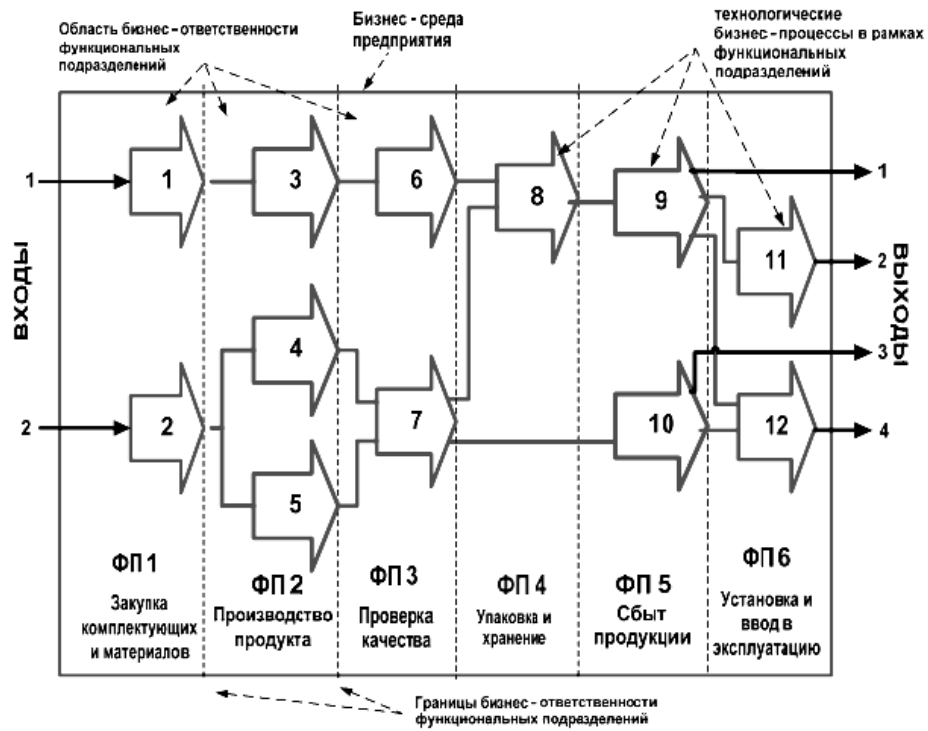 Область бизнес - ответственности
функциональных
подразделений
Бизнес - среда
предприятия
технологические
бизнес - процессы в рамках
функциональных
подразделений
ВХОДЫ
1
2
1
3
6
8
9
11
4
7
2
5
10
12
1
2
3
4
ВЫХОДЫ
ФП 1
Закупка
комплектующих
и материалов
ФП 2
Производство
продукта
ФП 3
Проверка
качества
ФП 4
Упаковка и
хранение
ФП 5
Сбыт
продукции
ФП 6
Установка и
ввод в
эксплуатацию
Границы бизнес - ответственности
функциональных подразделений